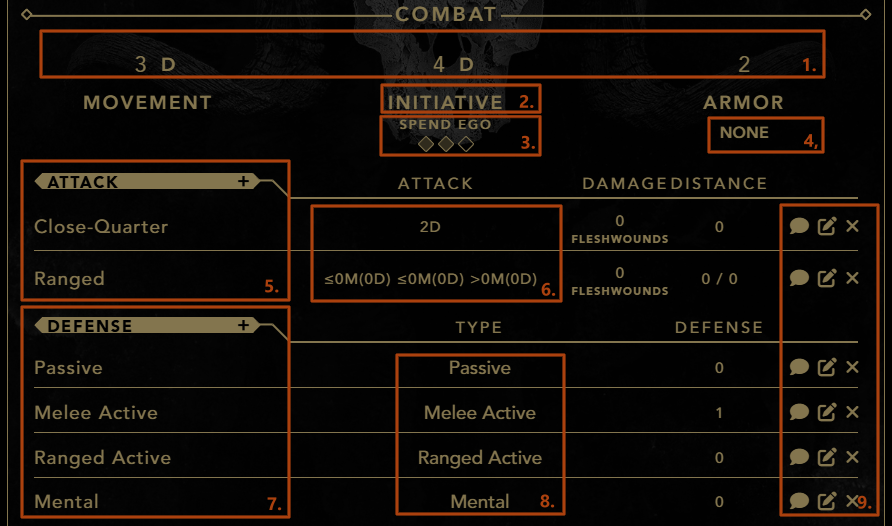 COMBAT
3 D 4 D 2 1.
MOVEMENT INITIATIVE 2. ARMOR
SPEND EGO 3. NONE 4,
ATTACK + ATTACK DAMAGE DISTANCE
Close-Quarter 2D 0 FLESHWOUNDS 0
Ranged 5. ≤0M(0D) ≤0M(0D) >0M(0D) 6. 0 FLESHWOUNDS 0 / 0
DEFENSE + TYPE DEFENSE
Passive Passive 0
Melee Active Melee Active 1
Ranged Active Ranged Active 0
Mental 7. Mental 8. 0 9.